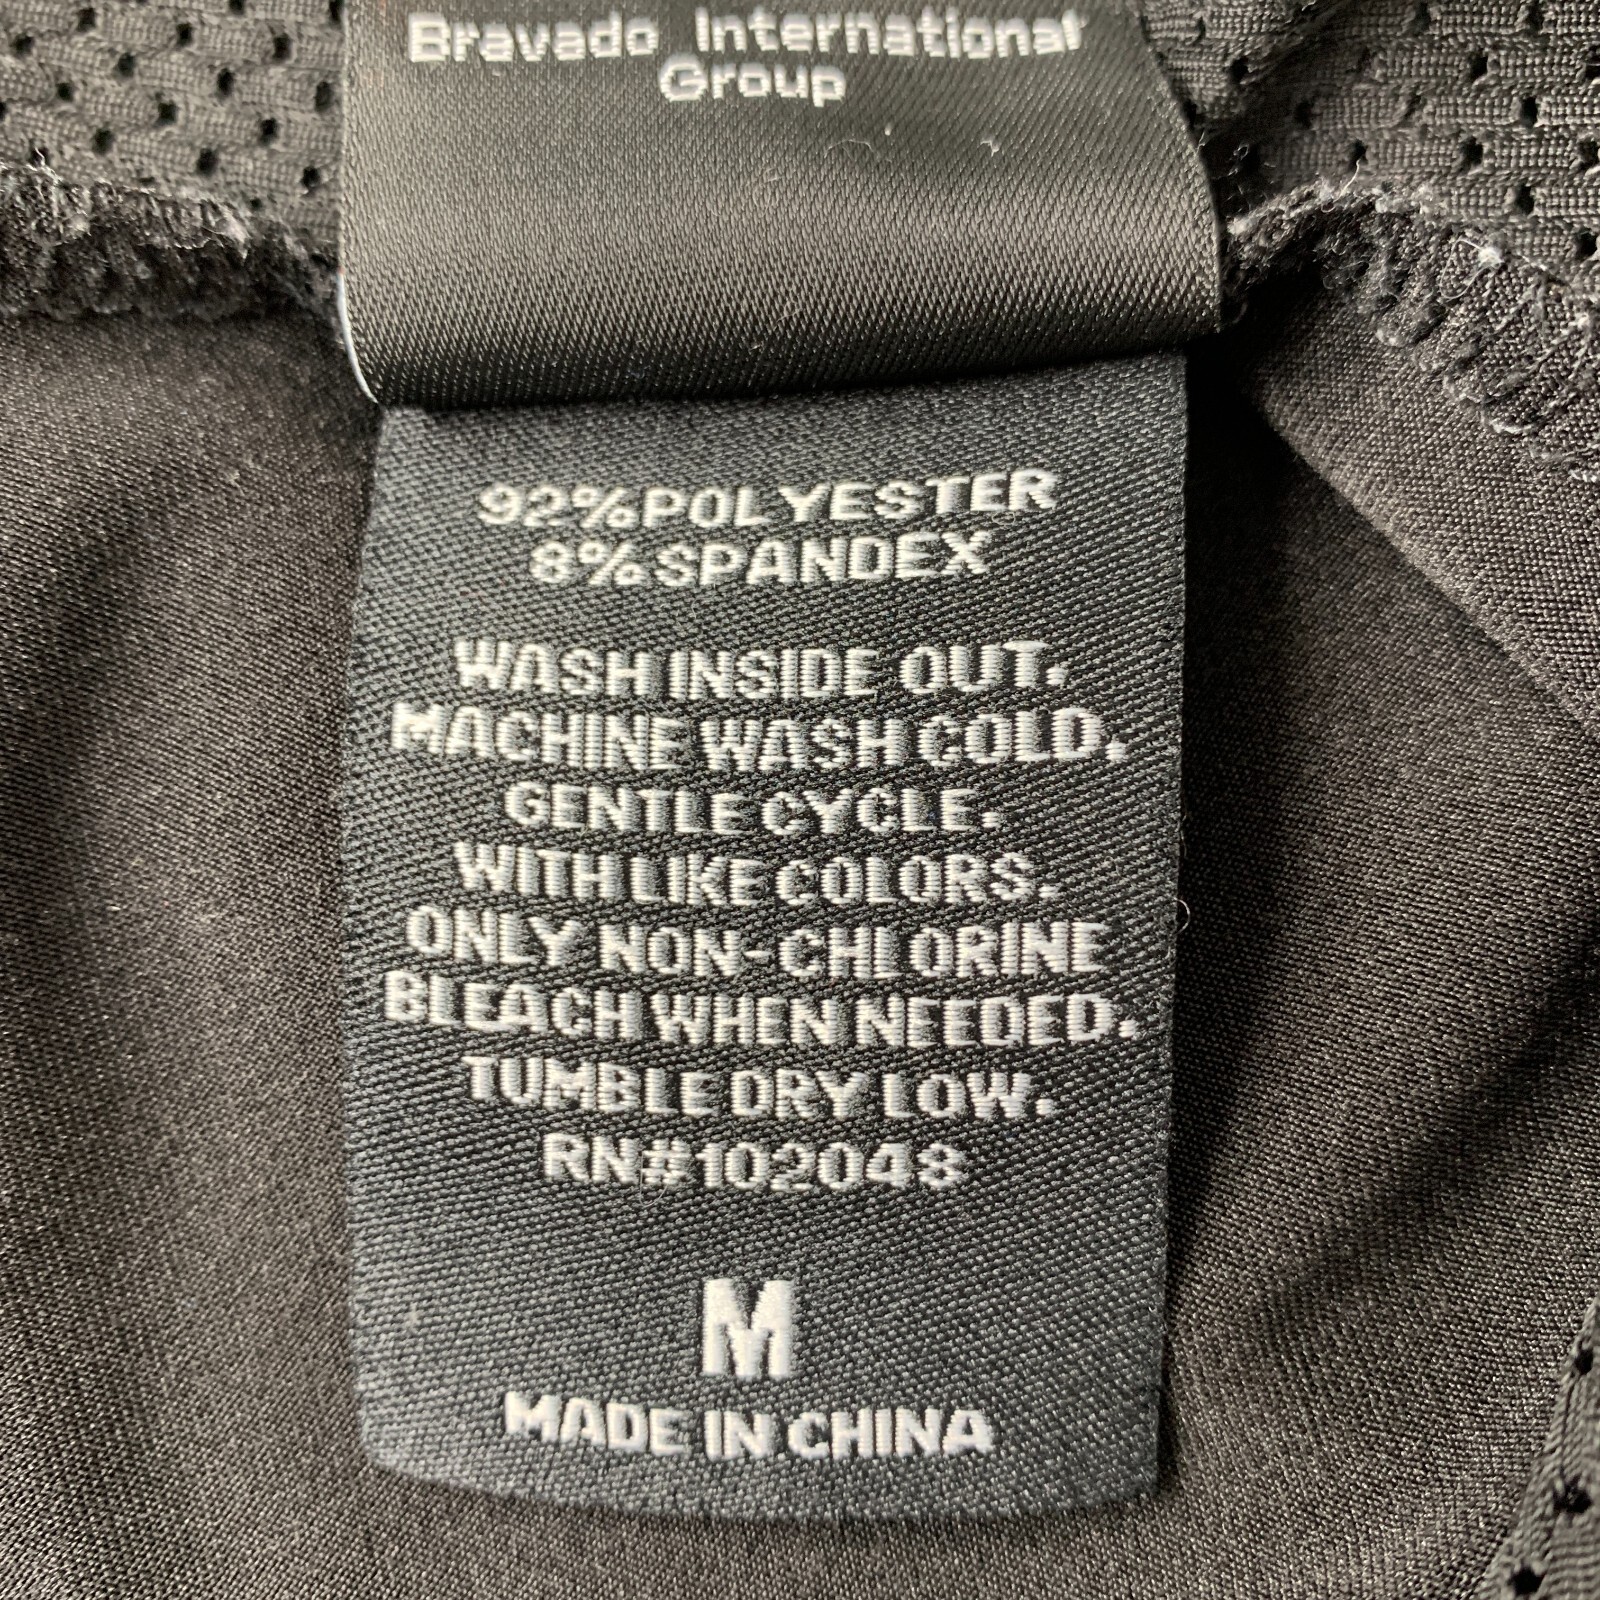 Bravado International
Group
92%POLYESTER
8%SPANDEX
WASH INSIDE OUT.
MACHINE WASH COLD.
GENTLE CYCLE.
WITH LIKE COLORS.
ONLY NON-CHLORINE
BLEACH WHEN NEEDED.
TUMBLE DRY LOW.
RN#102048
M
MADE IN CHINA